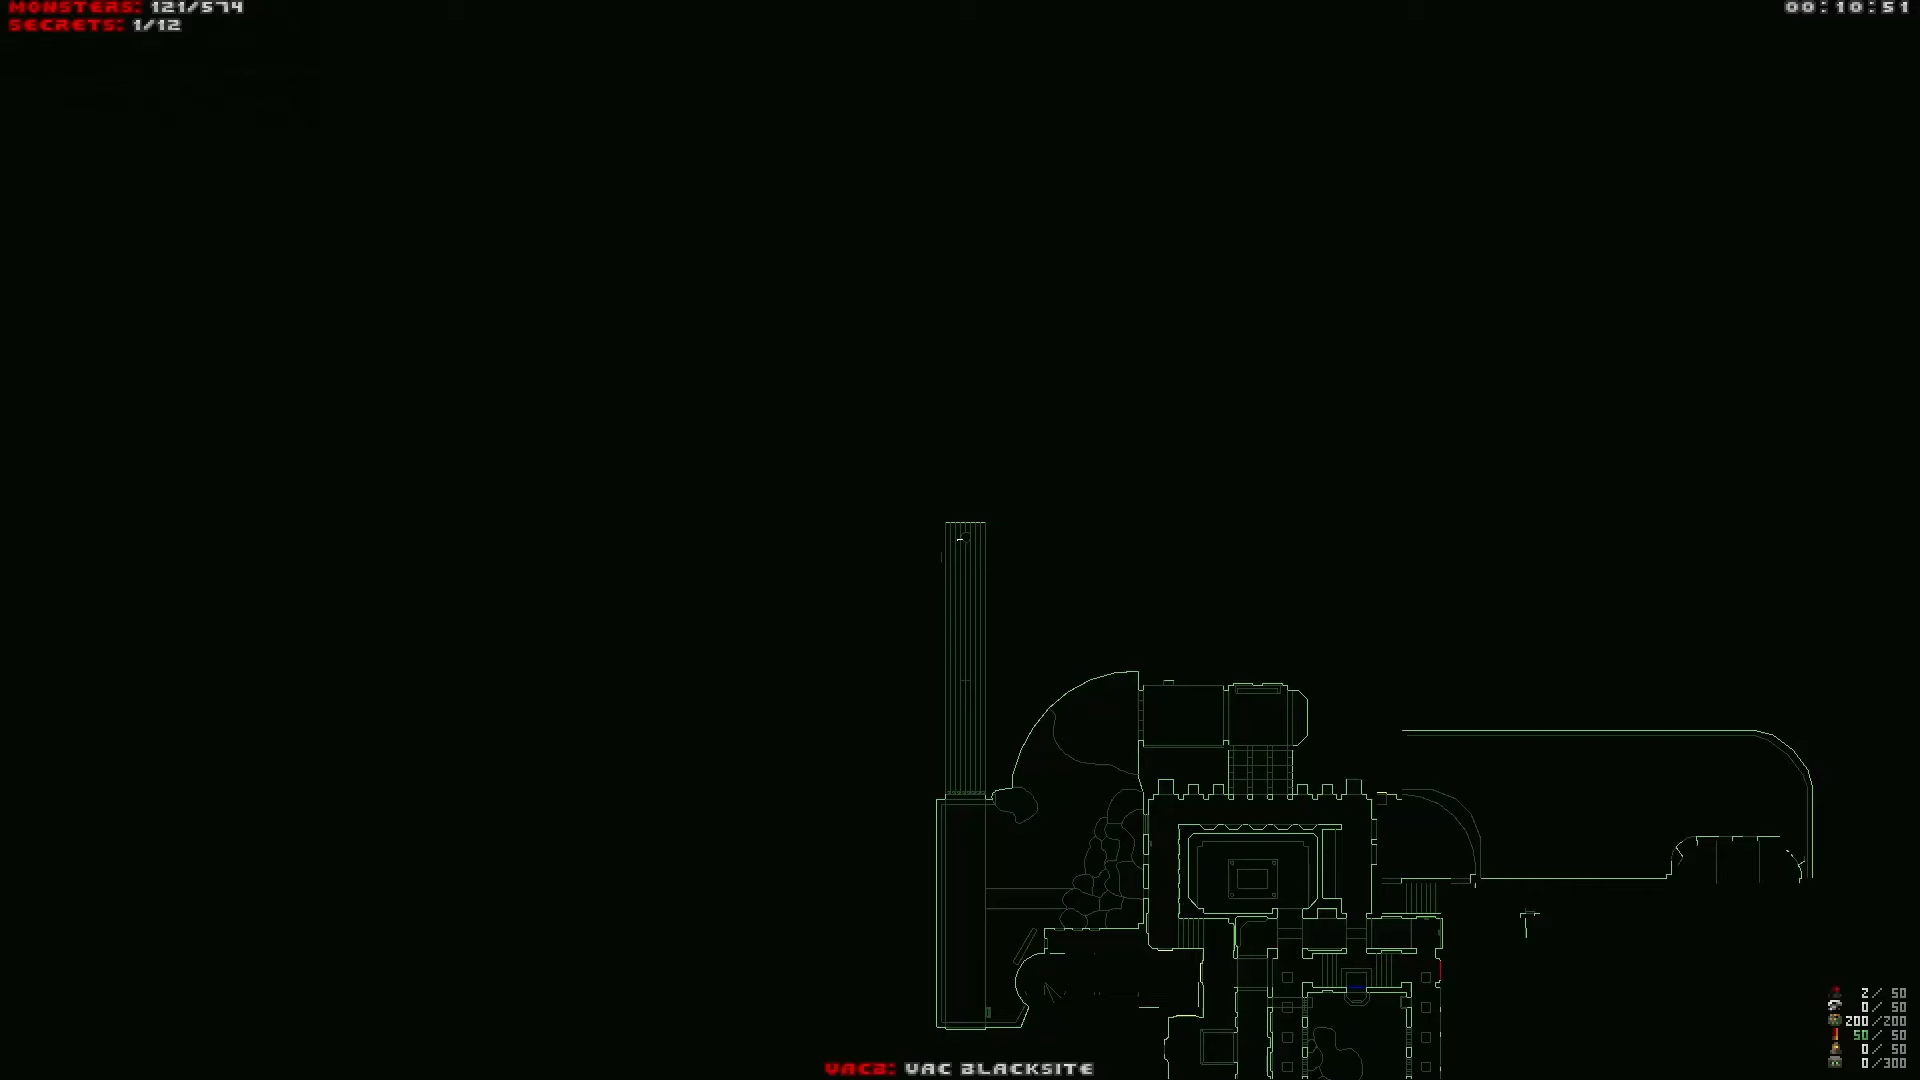 MONSTERS: 121/574
SECRETS: 1/12
00:10:51
2/ 50
0/ 50
200/200
50/ 50
0/ 50
0/300
VACB: VAC BLACKSITE